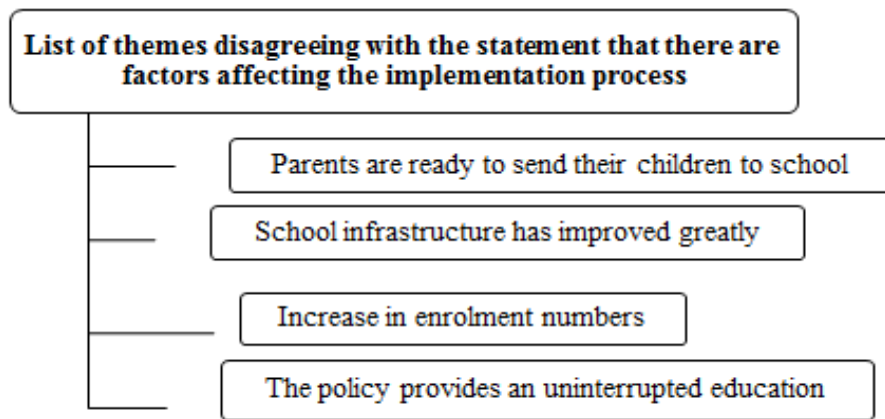 List of themes disagreeing with the statement that there are
factors affecting the implementation process
Parents are ready to send their children to school
School infrastructure has improved greatly
Increase in enrolment numbers
The policy provides an uninterrupted education